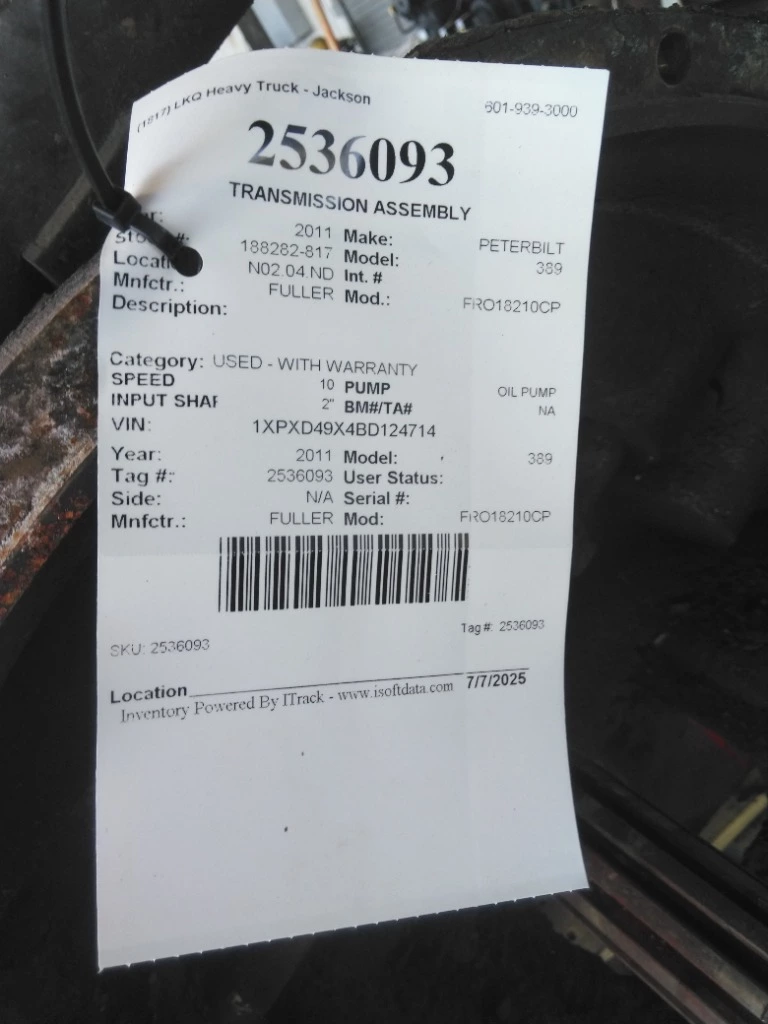 (1817) LKQ Heavy Truck - Jackson 601-939-3000
2536093
TRANSMISSION ASSEMBLY
2011 Make: PETERBILT
188282-817 Model: 389
N02.04.ND Int. #
Mnfctr.: FULLER Mod.: FRO18210CP
Description:
Category: USED - WITH WARRANTY
SPEED 10 PUMP OIL PUMP
INPUT SHAF 2" BM#/TA# NA
VIN: 1XPXD49X4BD124714
Year: 2011 Model: 389
Tag #: 2536093 User Status:
Side: N/A Serial #:
Mnfctr.: FULLER Mod: FRO18210CP
SKU: 2536093 Tag #: 2536093
Location
Inventory Powered By ITrack - www.isoftdata.com 7/7/2025